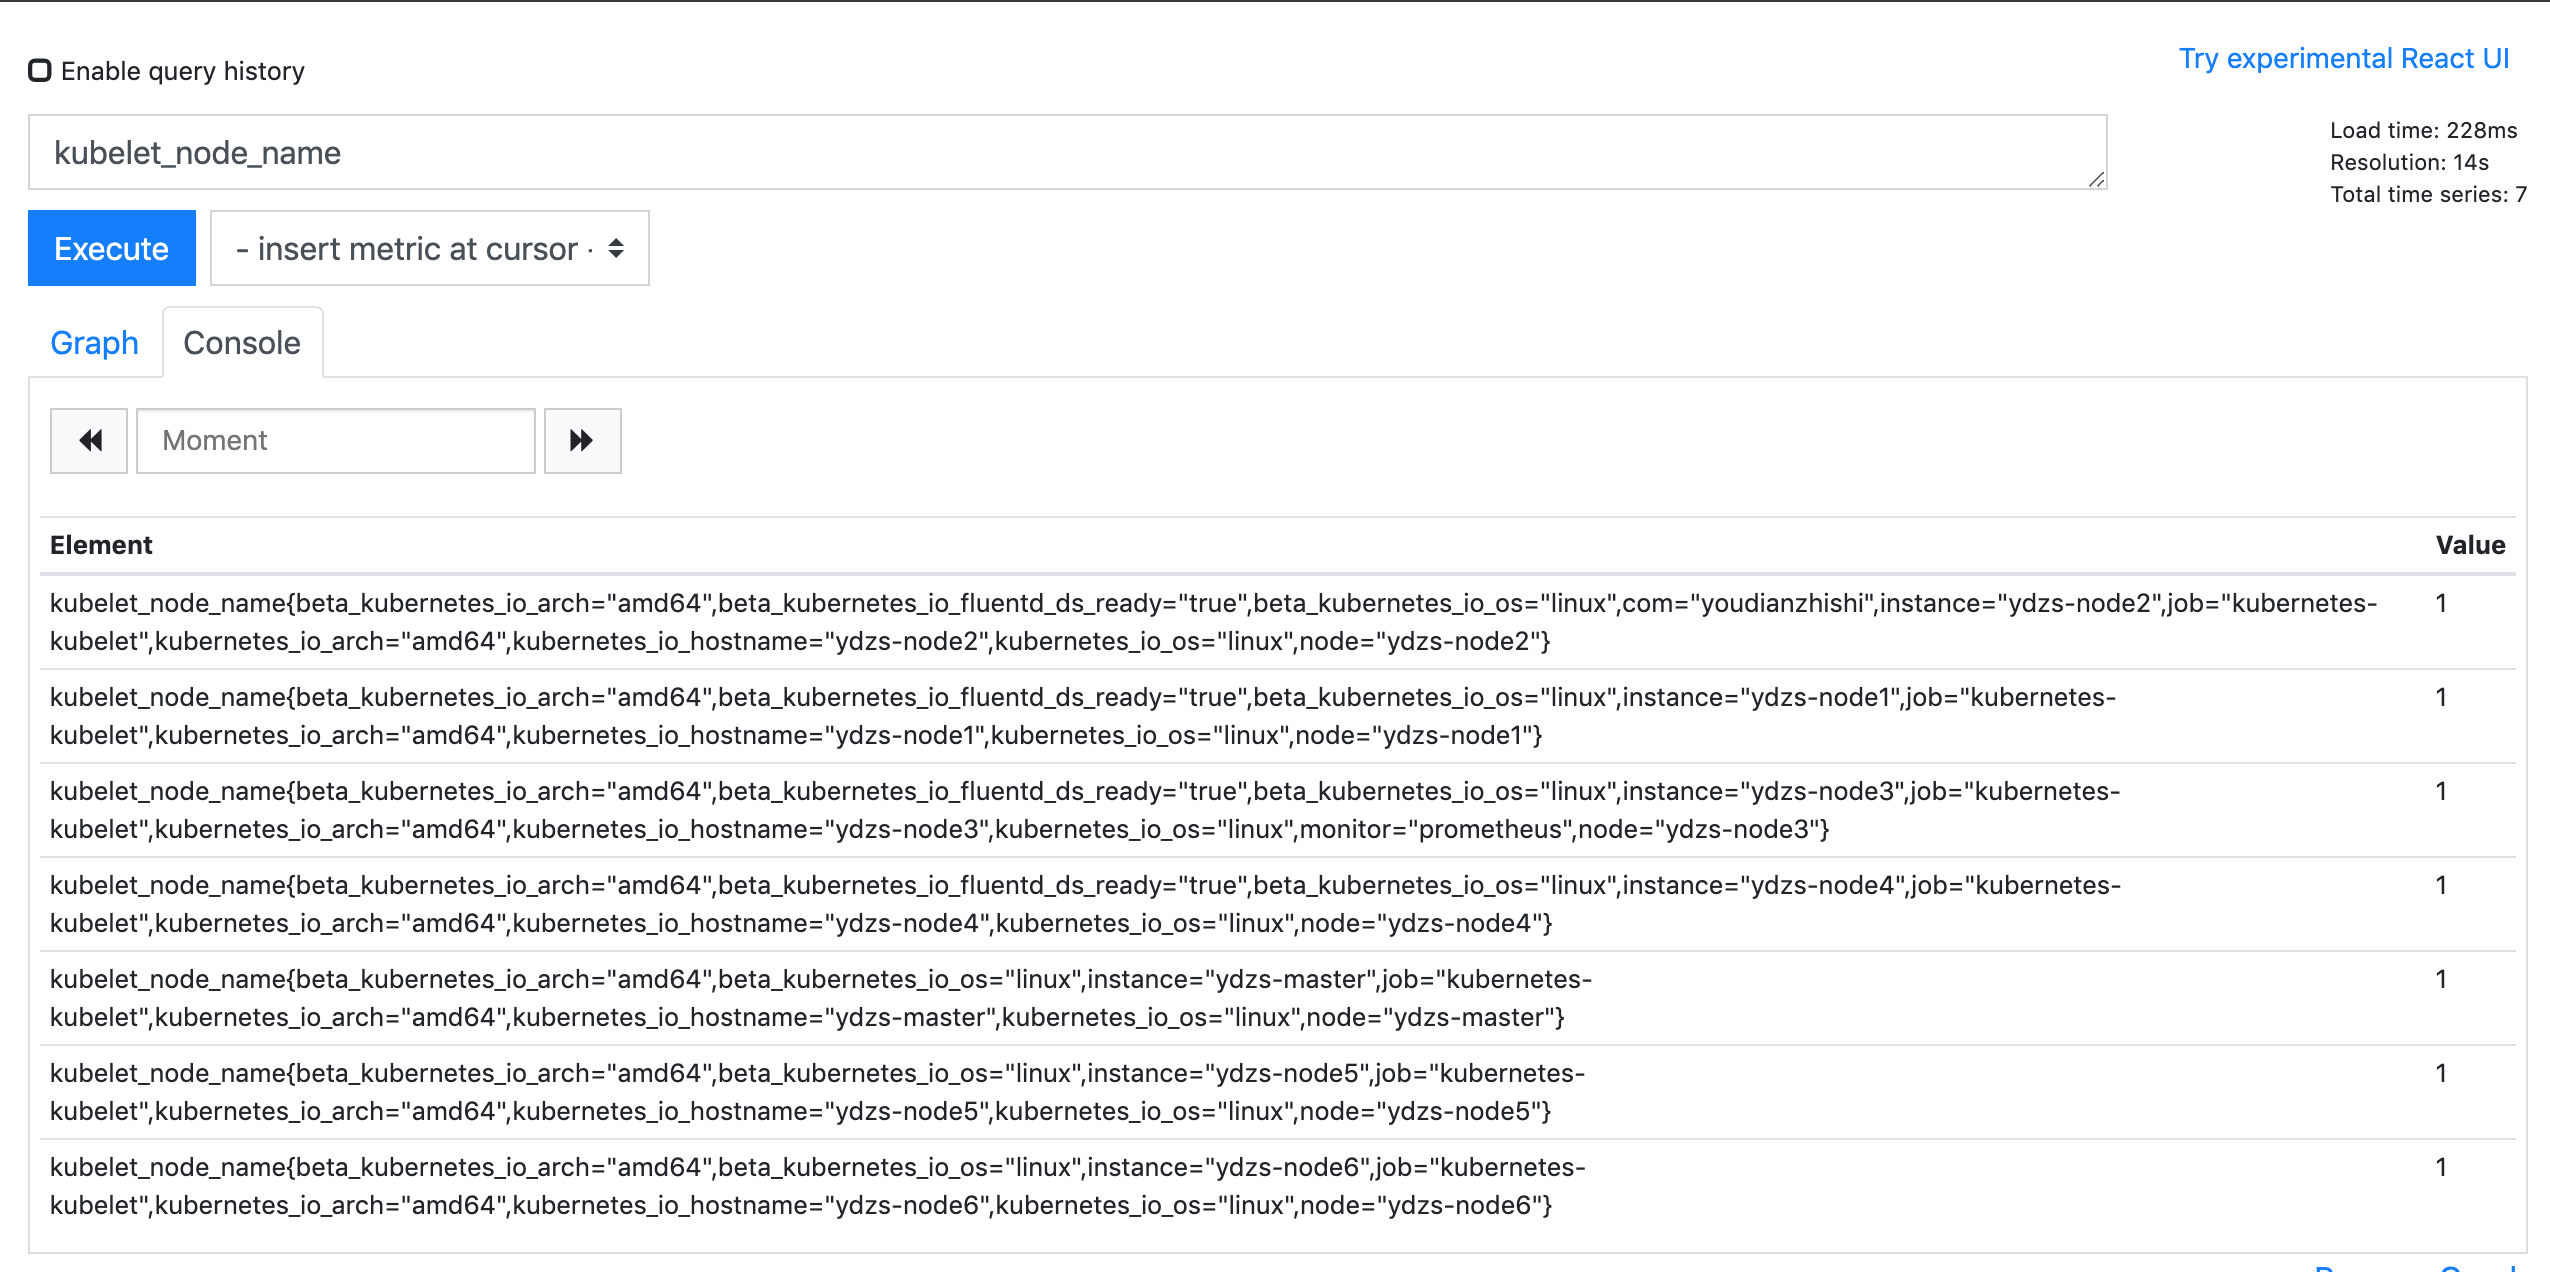 Enable query history
Try experimental React UI
kubelet_node_name
Load time: 228ms
Resolution: 14s
Total time series: 7
Execute
- insert metric at cursor -
Graph
Console
Moment
Element Value
kubelet_node_name{beta_kubernetes_io_arch="amd64",beta_kubernetes_io_fluentd_ds_ready="true",beta_kubernetes_io_os="linux",com="youdianzhishi",instance="ydzs-node2",job="kubernetes- 1
kubelet",kubernetes_io_arch="amd64",kubernetes_io_hostname="ydzs-node2",kubernetes_io_os="linux",node="ydzs-node2"}
kubelet_node_name{beta_kubernetes_io_arch="amd64",beta_kubernetes_io_fluentd_ds_ready="true",beta_kubernetes_io_os="linux",instance="ydzs-node1",job="kubernetes- 1
kubelet",kubernetes_io_arch="amd64",kubernetes_io_hostname="ydzs-node1",kubernetes_io_os="linux",node="ydzs-node1"}
kubelet_node_name{beta_kubernetes_io_arch="amd64",beta_kubernetes_io_fluentd_ds_ready="true",beta_kubernetes_io_os="linux",instance="ydzs-node3",job="kubernetes- 1
kubelet",kubernetes_io_arch="amd64",kubernetes_io_hostname="ydzs-node3",kubernetes_io_os="linux",monitor="prometheus",node="ydzs-node3"}
kubelet_node_name{beta_kubernetes_io_arch="amd64",beta_kubernetes_io_fluentd_ds_ready="true",beta_kubernetes_io_os="linux",instance="ydzs-node4",job="kubernetes- 1
kubelet",kubernetes_io_arch="amd64",kubernetes_io_hostname="ydzs-node4",kubernetes_io_os="linux",node="ydzs-node4"}
kubelet_node_name{beta_kubernetes_io_arch="amd64",beta_kubernetes_io_os="linux",instance="ydzs-master",job="kubernetes- 1
kubelet",kubernetes_io_arch="amd64",kubernetes_io_hostname="ydzs-master",kubernetes_io_os="linux",node="ydzs-master"}
kubelet_node_name{beta_kubernetes_io_arch="amd64",beta_kubernetes_io_os="linux",instance="ydzs-node5",job="kubernetes- 1
kubelet",kubernetes_io_arch="amd64",kubernetes_io_hostname="ydzs-node5",kubernetes_io_os="linux",node="ydzs-node5"}
kubelet_node_name{beta_kubernetes_io_arch="amd64",beta_kubernetes_io_os="linux",instance="ydzs-node6",job="kubernetes- 1
kubelet",kubernetes_io_arch="amd64",kubernetes_io_hostname="ydzs-node6",kubernetes_io_os="linux",node="ydzs-node6"}